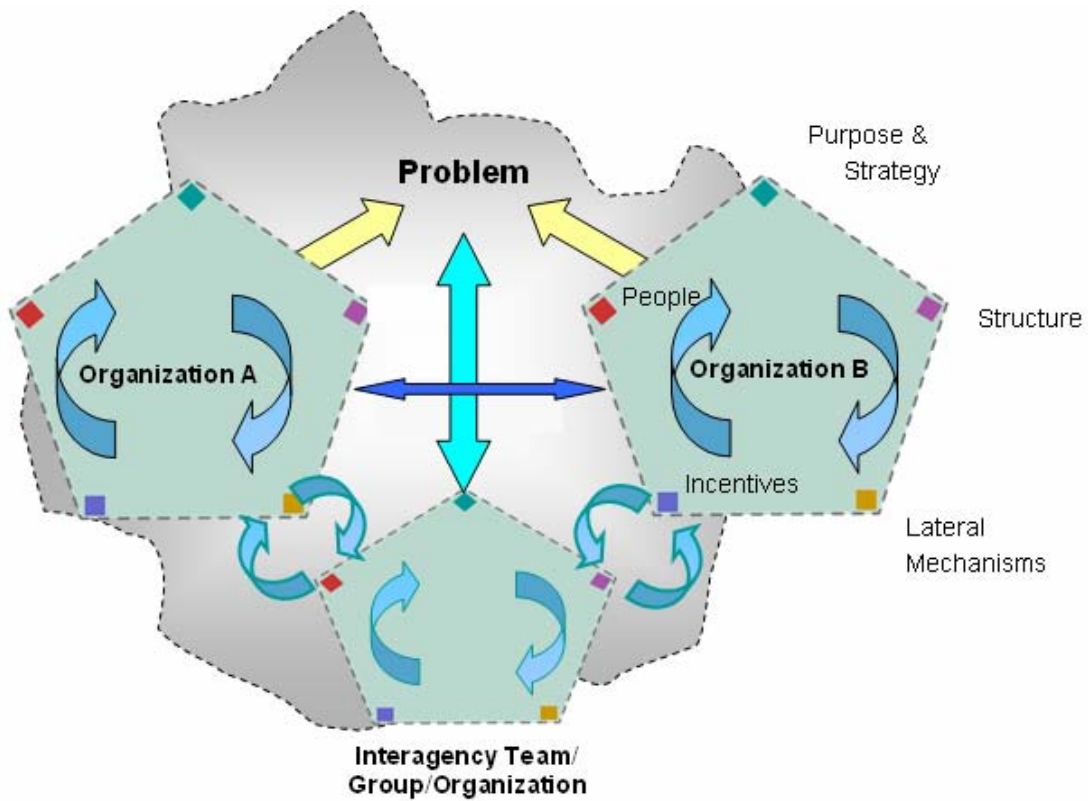 Purpose &
Strategy
Problem
People
Structure
Organization A
Organization B
Incentives
Lateral
Mechanisms
Interagency Team/
Group/Organization